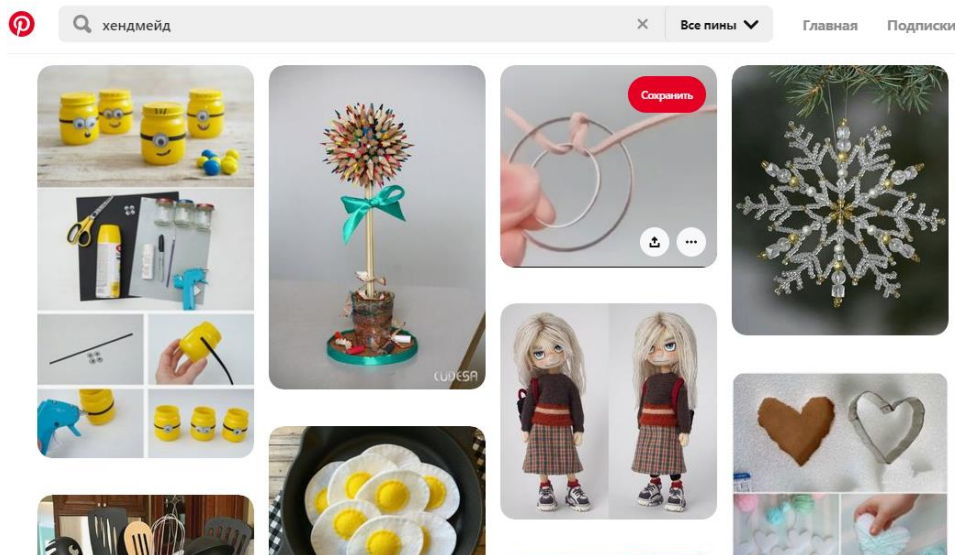 хендмейд
Все пины
Главная
Подписки
Сохранить
CUDESA